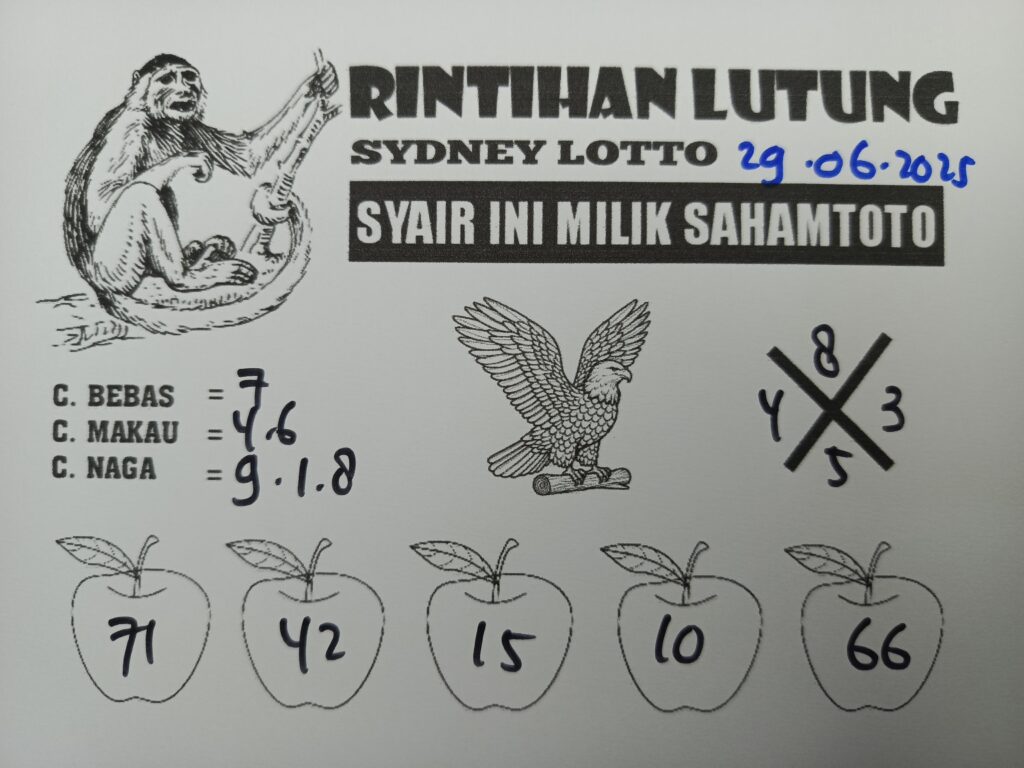 RINTIHAN LUTUNG
SYDNEY LOTTO 29.06.2025
SYAIR INI MILIK SAHAMTOTO
C. BEBAS = 7
C. MAKAU = 4.6
C. NAGA = 9.1.8
8
4 3
5
71 42 15 10 66